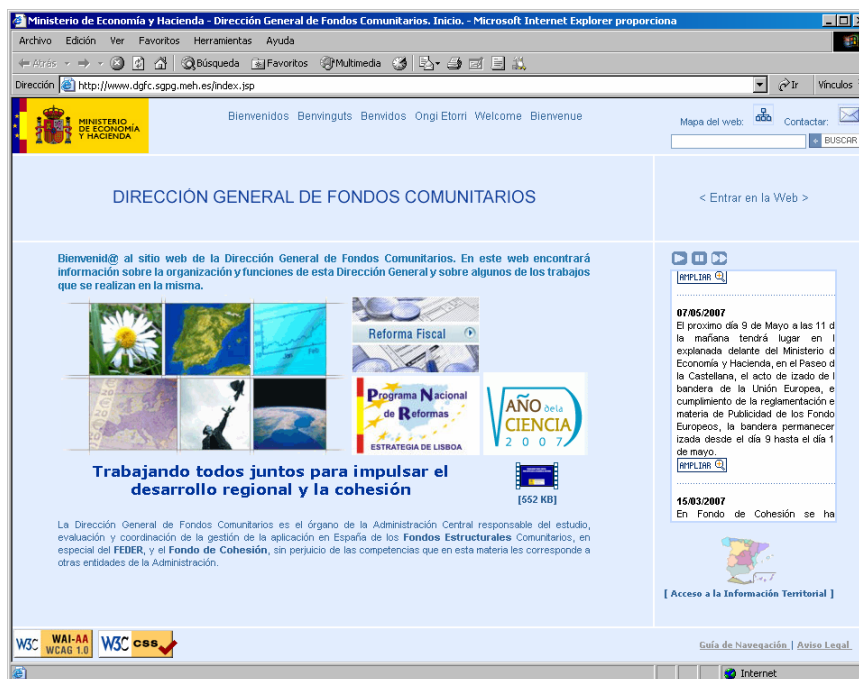 Ministerio de Economía y Hacienda - Dirección General de Fondos Comunitarios. Inicio. - Microsoft Internet Explorer proporciona
Archivo Edición Ver Favoritos Herramientas Ayuda
Atrás Búsqueda Favoritos Multimedia
Dirección http://www.dgfc.sgpg.meh.es/index.jsp Ir Vínculos
MINISTERIO
DE ECONOMÍA
Y HACIENDA
Bienvenidos Benvinguts Benvidos Ongi Etorri Welcome Bienvenue
Mapa del web: Contactar:
BUSCAR
DIRECCIÓN GENERAL DE FONDOS COMUNITARIOS
< Entrar en la Web >
Bienvenid@ al sitio web de la Dirección General de Fondos Comunitarios. En este web encontrará
información sobre la organización y funciones de esta Dirección General y sobre algunos de los trabajos
que se realizan en la misma.
Reforma Fiscal
Programa Nacional
de Reformas
ESTRATEGIA DE LISBOA
AÑO de la
CIENCIA
2007
Trabajando todos juntos para impulsar el
desarrollo regional y la cohesión
[552 KB]
La Dirección General de Fondos Comunitarios es el órgano de la Administración Central responsable del estudio,
evaluación y coordinación de la gestión de la aplicación en España de los Fondos Estructurales Comunitarios, en
especial del FEDER, y el Fondo de Cohesión, sin perjuicio de las competencias que en esta materia les corresponde a
otras entidades de la Administración.
AMPLIAR
07/05/2007
El proximo día 9 de Mayo a las 11 d
la mañana tendrá lugar en l
explanada delante del Ministerio d
Economía y Hacienda, en el Paseo d
la Castellana, el acto de izado de l
bandera de la Unión Europea, e
cumplimiento de la reglamentación e
materia de Publicidad de los Fondo
Europeos, la bandera permanecer
izada desde el día 9 hasta el día 1
de mayo.
AMPLIAR
15/03/2007
En Fondo de Cohesión se ha
[ Acceso a la Información Territorial ]
W3C WAI-AA
WCAG 1.0
W3C css
Guía de Navegación | Aviso Legal
Internet